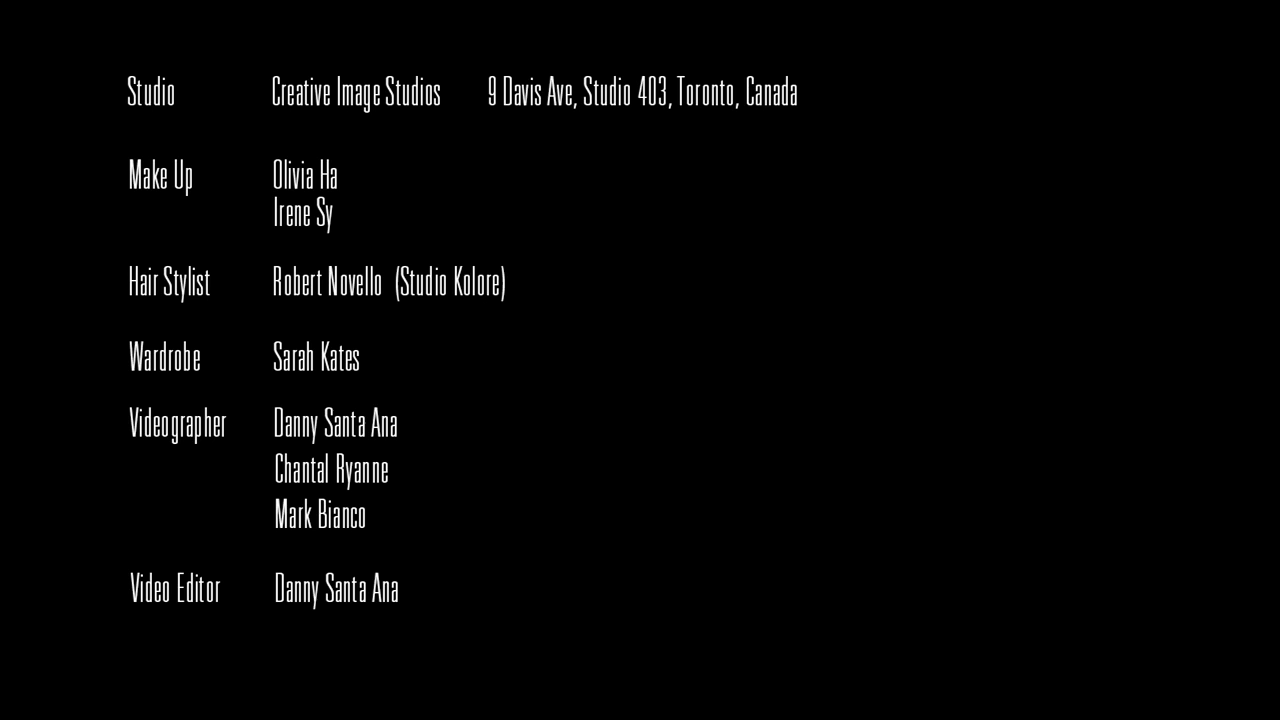 Studio Creative Image Studios 9 Davis Ave, Studio 403, Toronto, Canada
Make Up Olivia Ha
Irene Sy
Hair Stylist Robert Novello (Studio Kolore)
Wardrobe Sarah Kates
Videographer Danny Santa Ana
Chantal Ryanne
Mark Bianco
Video Editor Danny Santa Ana